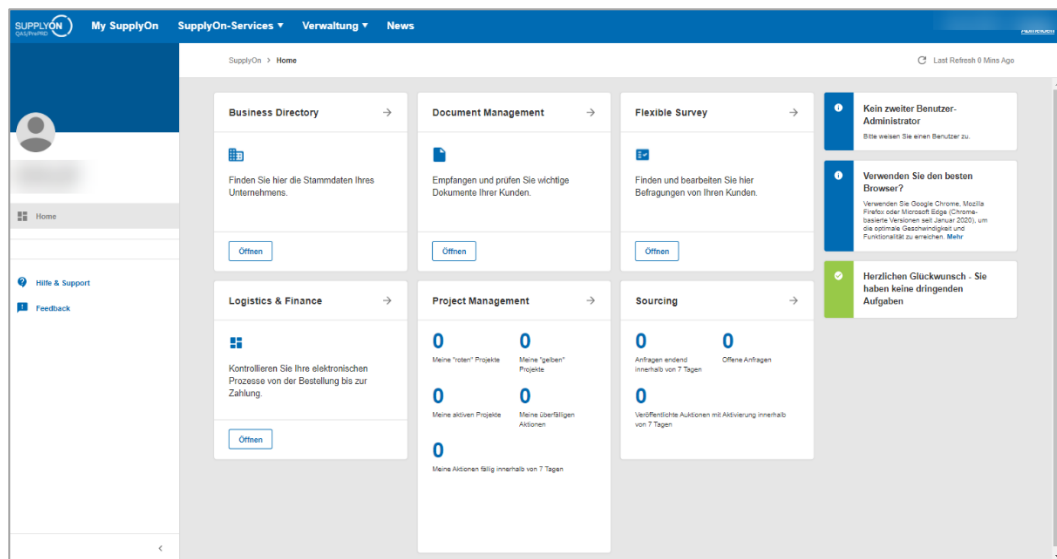 SUPPLYON
My SupplyOn
SupplyOn-Services
Verwaltung
News
SupplyOn > Home
Last Refresh 0 Mins Ago
Home
Hilfe & Support
Feedback
Business Directory
Finden Sie hier die Stammdaten Ihres
Unternehmens.
Öffnen
Document Management
Empfangen und prüfen Sie wichtige
Dokumente Ihrer Kunden.
Öffnen
Flexible Survey
Finden und bearbeiten Sie hier
Befragungen von Ihren Kunden.
Öffnen
Logistics & Finance
Kontrollieren Sie Ihre elektronischen
Prozesse von der Bestellung bis zur
Zahlung.
Öffnen
Project Management
0
Meine "roten" Projekte
0
Meine "gelben"
Projekte
0
Meine aktiven Projekte
0
Meine überfälligen
Aktionen
0
Meine Aktionen fällig innerhalb von 7 Tagen
Sourcing
0
Anfragen endend
innerhalb von 7 Tagen
0
Offene Anfragen
0
Veröffentlichte Auktionen mit Aktivierung innerhalb
von 7 Tagen
Kein zweiter Benutzer-
Administrator
Bitte weisen Sie einen Benutzer zu.
Verwenden Sie den besten
Browser?
Verwenden Sie Google Chrome, Mozilla
Firefox oder Microsoft Edge (Chrome-
basierte Versionen seit Januar 2020), um
die optimale Geschwindigkeit und
Funktionalität zu erreichen. Mehr
Herzlichen Glückwunsch - Sie
haben keine dringenden
Aufgaben